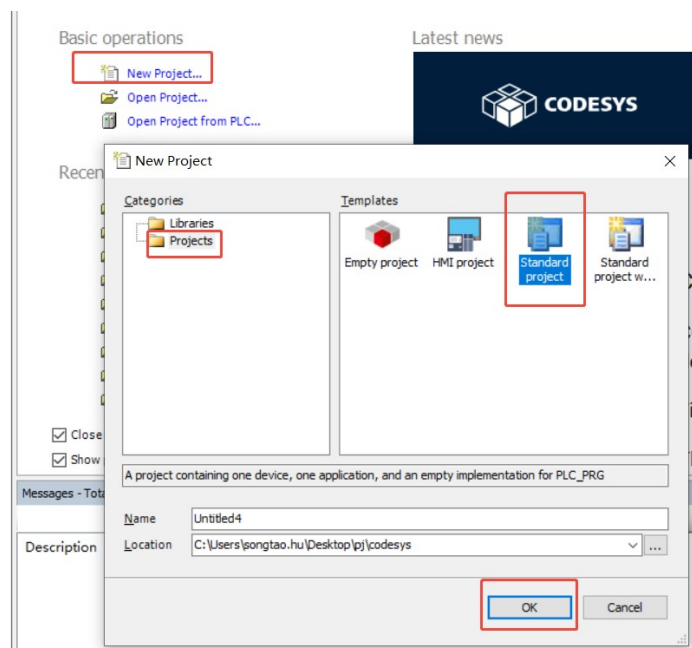 Basic operations
Latest news
New Project...
Open Project...
Open Project from PLC...
CODESYS
Recen
New Project
Categories
Templates
Libraries
Projects
Empty project
HMI project
Standard
project
Standard
project w...
Close
Show
A project containing one device, one application, and an empty implementation for PLC_PRG
Messages - Tota
Name
Untitled4
Description
Location
C:\Users\songtao.hu\Desktop\pj\codesys
...
OK
Cancel